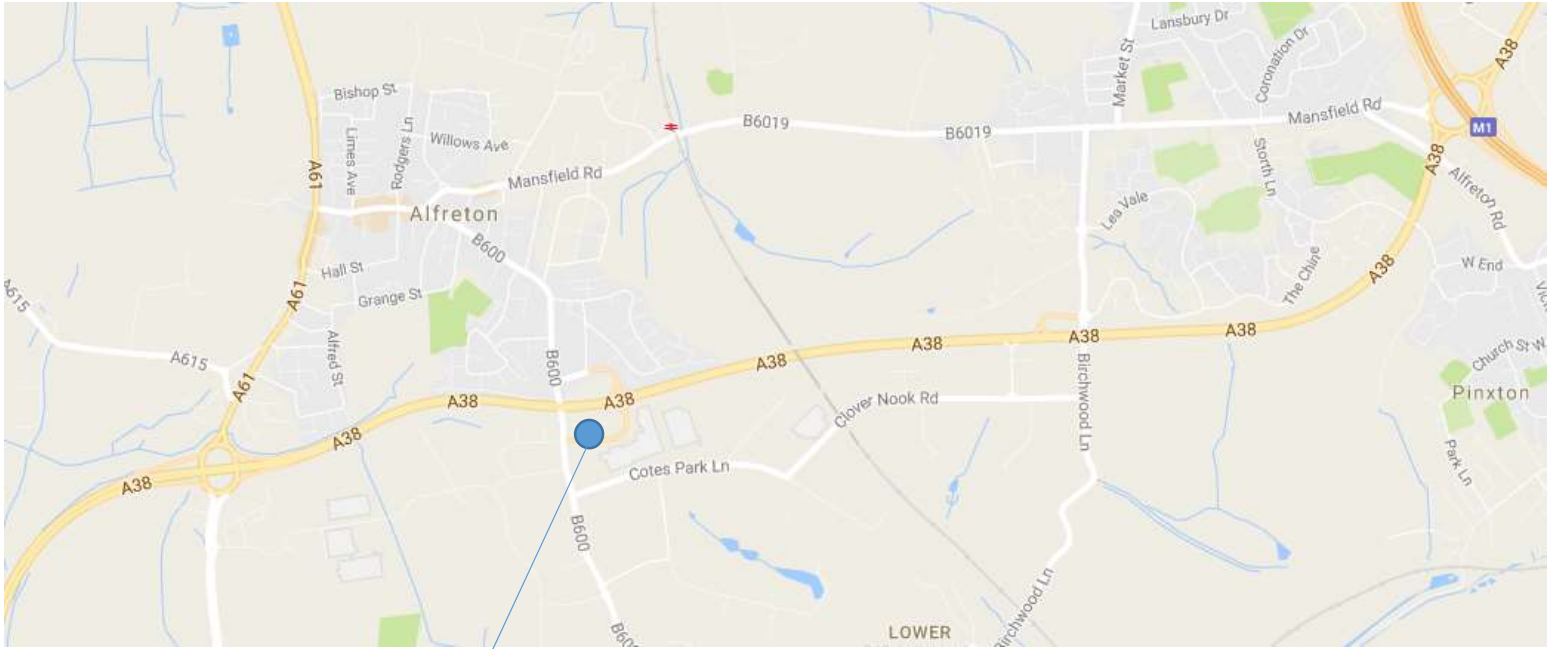 Lansbury Dr
Coronation Dr
A38
Market St
Bishop St
Mansfield Rd
B6019
B6019
M1
Limes Ave
Rodgers Ln
Willows Ave
A61
Mansfield Rd
Storth Ln
A38
Alfreton Rd
Lea Vale
Alfreton
B600
Hall St
W End
The Chine
A38
A615
A61
Grange St
A38
A38
A38
A38
Alfred St
A615
A61
B600
Church St W
Pinxton
A38
A38
Birchwood Ln
Clover Nook Rd
A38
Cotes Park Ln
Park Ln
A38
B600
Birchwood Ln
LOWER